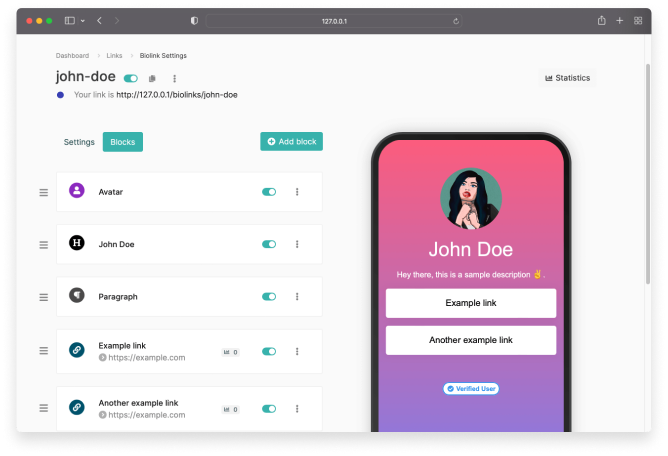 127.0.0.1
Dashboard > Links > Biolink Settings
john-doe
Statistics
Your link is http://127.0.0.1/biolinks/john-doe
Settings
Blocks
Add block
Avatar
H
John Doe
Paragraph
Example link
https://example.com
0
Another example link
https://example.com
0
John Doe
Hey there, this is a sample description ✌️.
Example link
Another example link
Verified User